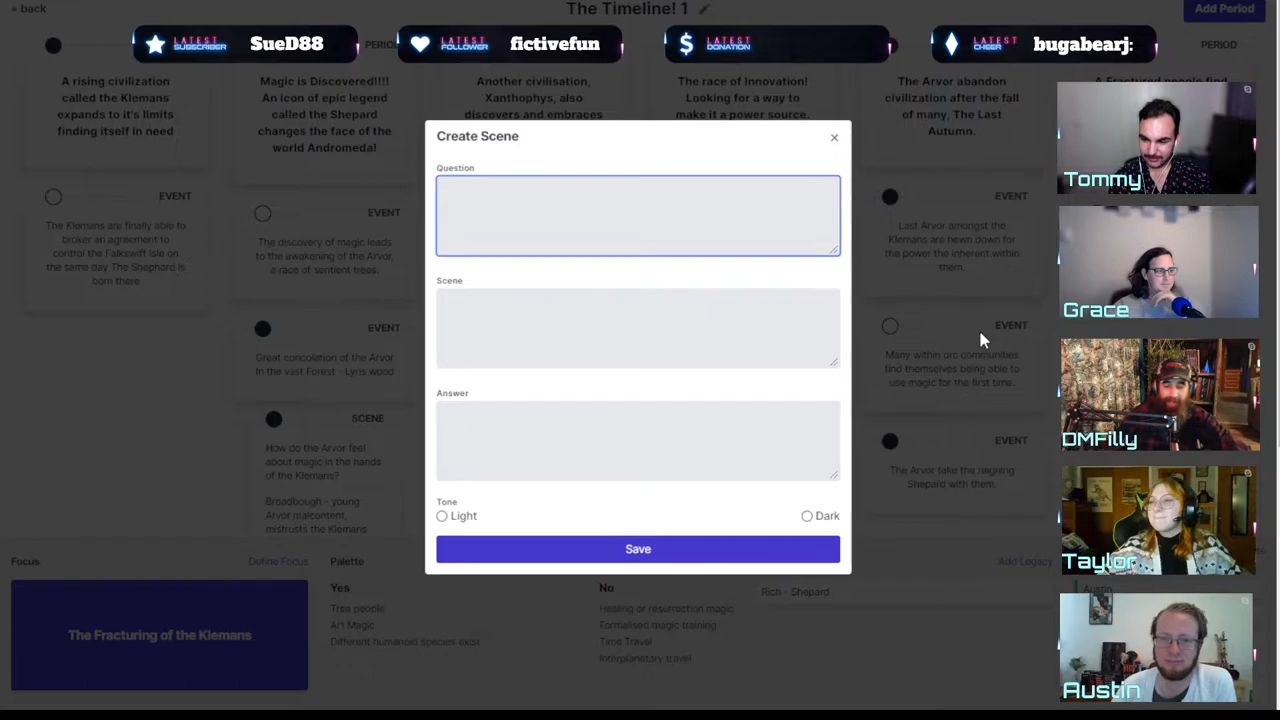 « back
The Timeline! 1
Add Period
LATEST SUBSCRIBER
SueD88
LATEST FOLLOWER
fictivefun
LATEST DONATION
LATEST CHEER
bugabearj:
PERIOD
A rising civilization
called the Klemans
expands to it's limits
finding itself in need
EVENT
The Klemans are finally able to
broker an agreement to
control the Falkswift Isle on
the same day The Shepard is
born there
Magic is Discovered!!!!
An icon of epic legend
called the Shepard
changes the face of the
world Andromeda!
EVENT
The discovery of magic leads
to the awakening of the Arvor,
a race of sentient trees.
EVENT
Great concolation of the Arvor
in the vast Forest - Lyris wood
SCENE
How do the Arvor feel
about magic in the hands
of the Klemans?
Broadbough - young
Arvor malcontent,
mistrusts the Klemans
Another civilisation,
Xanthophys, also
discovers and embraces
The race of Innovation!
Looking for a way to
make it a power source.
The Arvor abandon
civilization after the fall
of many, The Last
Autumn.
EVENT
Last Arvor amongst the
Klemans are hewn down for
the power the inherent within
them.
EVENT
Many within orc communities
find themselves being able to
use magic for the first time.
EVENT
The Arvor take the reigning
Shepard with them.
PERIOD
A Fractured people find
Create Scene
×
Question
Scene
Answer
Tone
Light
Dark
Save
Focus
Define Focus
The Fracturing of the Klemans
Palette
Yes
Tree people
Art Magic
Different humanoid species exist
No
Healing or resurrection magic
Formalised magic training
Time Travel
Interplanetary travel
Rich - Shepard
Add Legacy
Austin
Tommy
Grace
DMFilly
Taylor
Austin